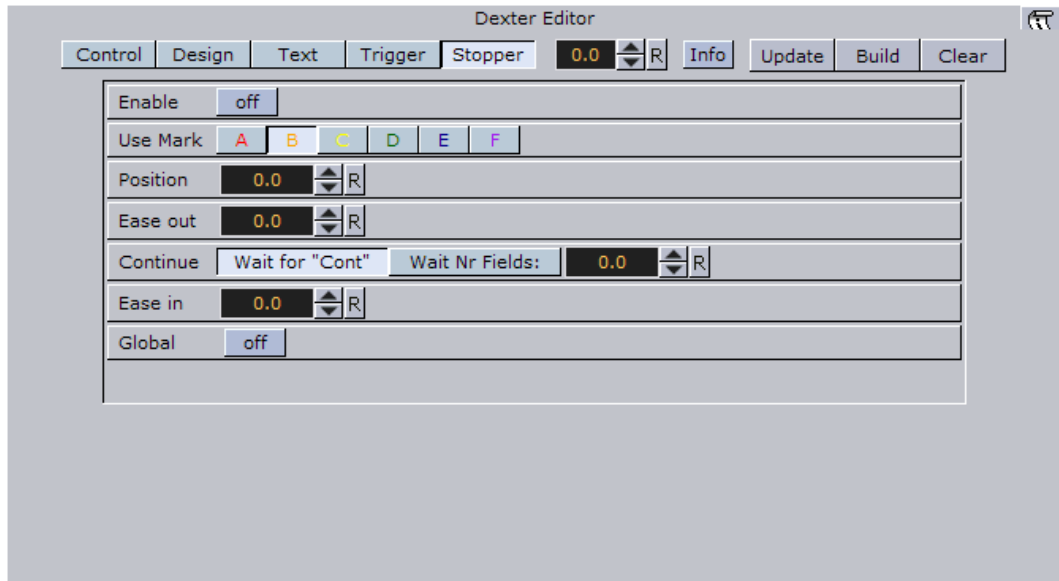 Dexter Editor
Control Design Text Trigger Stopper 0.0 R Info Update Build Clear
Enable off
Use Mark A B C D E F
Position 0.0 R
Ease out 0.0 R
Continue Wait for "Cont" Wait Nr Fields: 0.0 R
Ease in 0.0 R
Global off